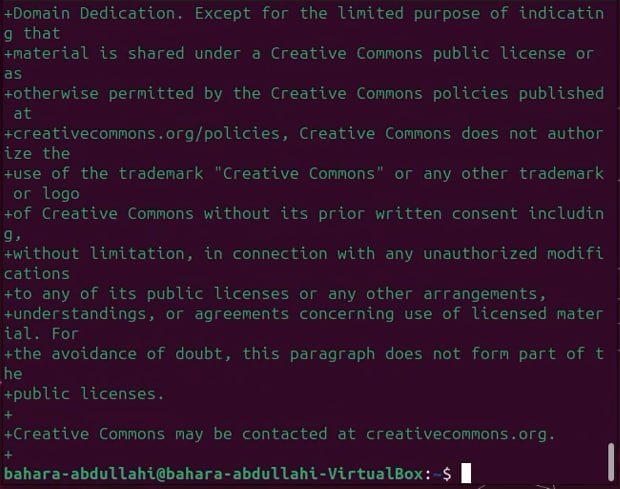 +Domain Dedication. Except for the limited purpose of indicatin
g that
+material is shared under a Creative Commons public license or
as
+otherwise permitted by the Creative Commons policies published
 at
+creativecommons.org/policies, Creative Commons does not author
ize the
+use of the trademark "Creative Commons" or any other trademark
 or logo
+of Creative Commons without its prior written consent includin
g,
+without limitation, in connection with any unauthorized modifi
cations
+to any of its public licenses or any other arrangements,
+understandings, or agreements concerning use of licensed mater
ial. For
+the avoidance of doubt, this paragraph does not form part of t
he
+public licenses.
+
+Creative Commons may be contacted at creativecommons.org.
+
bahara-abdullahi@bahara-abdullahi-VirtualBox:~$